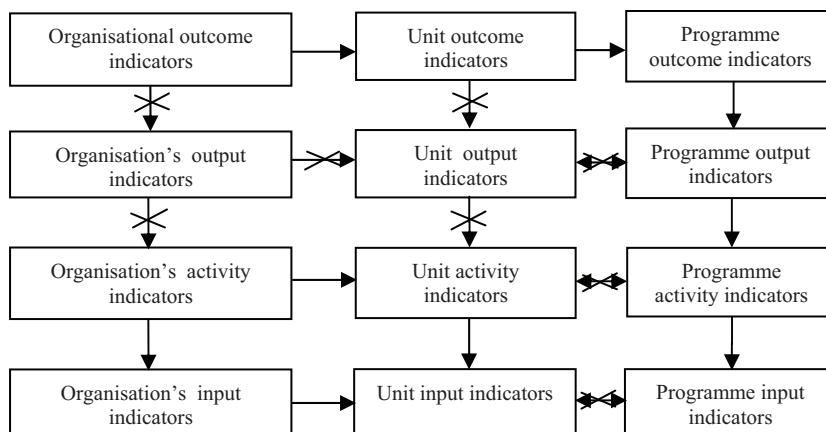 Organisational outcome
indicators
Unit outcome
indicators
Programme
outcome indicators
Organisation's output
indicators
Unit output
indicators
Programme output
indicators
Organisation's activity
indicators
Unit activity
indicators
Programme
activity indicators
Organisation's input
indicators
Unit input indicators
Programme input
indicators